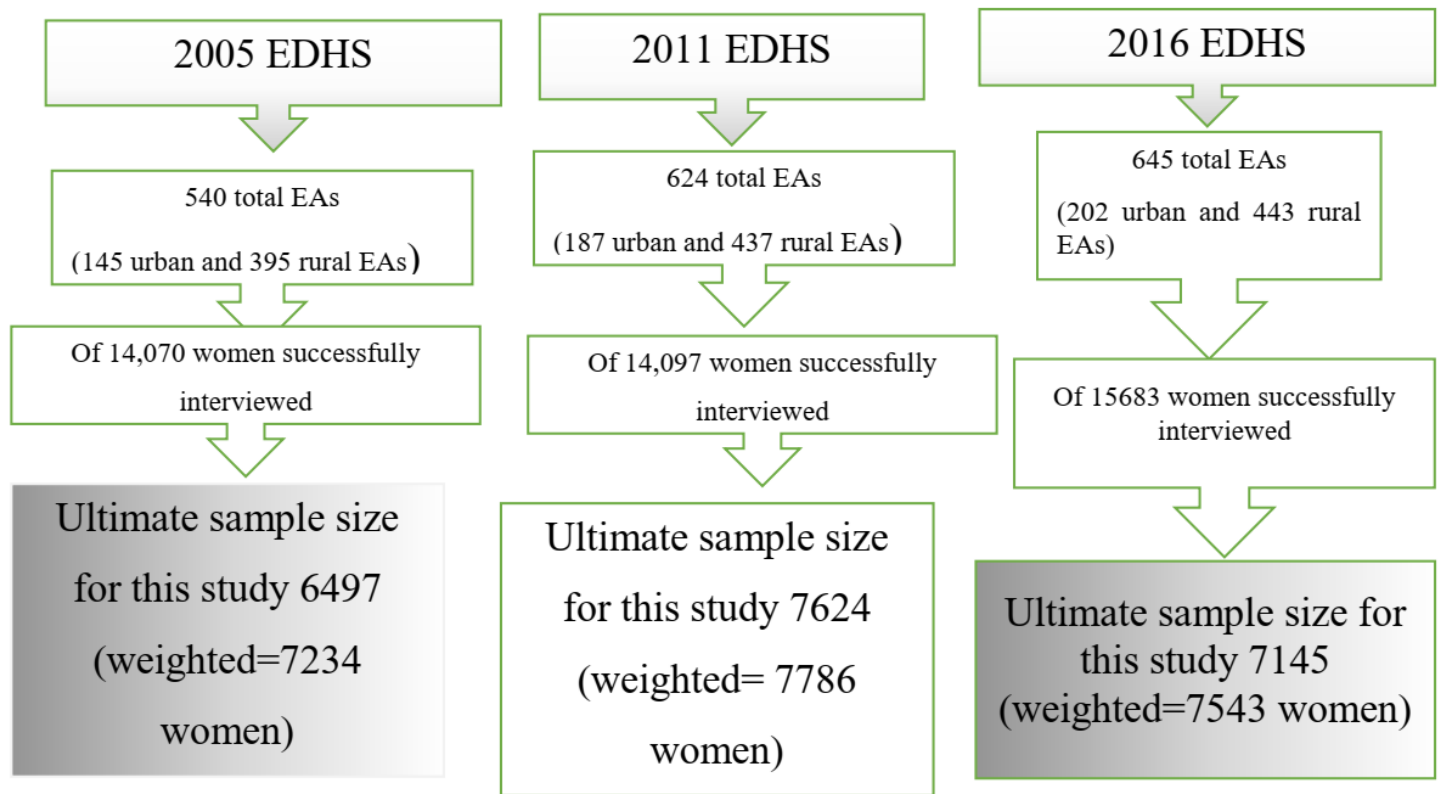 2005 EDHS
540 total EAs
(145 urban and 395 rural EAs)
Of 14,070 women successfully
interviewed
Ultimate sample size
for this study 6497
(weighted=7234
women)
2011 EDHS
624 total EAs
(187 urban and 437 rural EAs)
Of 14,097 women successfully
interviewed
Ultimate sample size
for this study 7624
(weighted= 7786
women)
2016 EDHS
645 total EAs
(202 urban and 443 rural
EAs)
Of 15683 women successfully
interviewed
Ultimate sample size for
this study 7145
(weighted=7543 women)